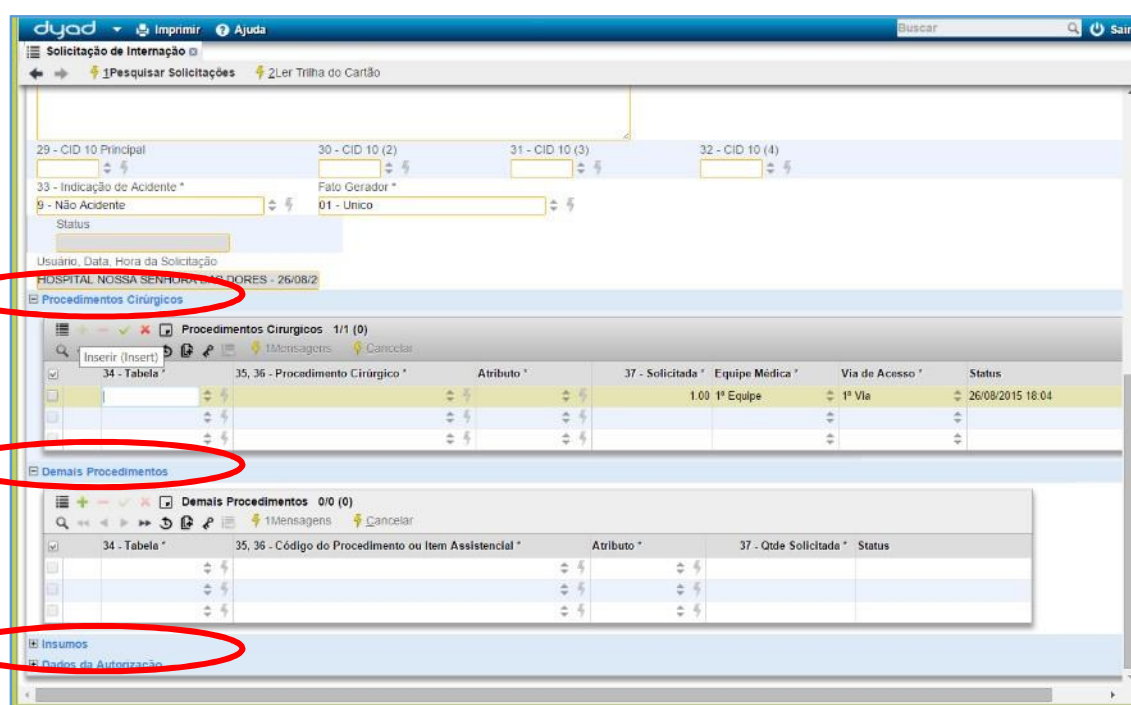 dyad Imprimir Ajuda Buscar Sair
Solicitação de Internação
1Pesquisar Solicitações 2Ler Trilha do Cartão
29 - CID 10 Principal 30 - CID 10 (2) 31 - CID 10 (3) 32 - CID 10 (4)
33 - Indicação de Acidente * Fato Gerador *
9 - Não Acidente 01 - Unico
Status
Usuário, Data, Hora da Solicitação
HOSPITAL NOSSA SENHORA DAS DORES - 26/08/2
Procedimentos Cirúrgicos
Procedimentos Cirurgicos 1/1 (0)
Inserir (Insert) 1Mensagens Cancelar
34 - Tabela * 35, 36 - Procedimento Cirúrgico * Atributo * 37 - Solicitada * Equipe Médica * Via de Acesso * Status
1.00 1ª Equipe 1ª Via 26/08/2015 18:04
Demais Procedimentos
Demais Procedimentos 0/0 (0)
1Mensagens Cancelar
34 - Tabela * 35, 36 - Código do Procedimento ou Item Assistencial * Atributo * 37 - Qtde Solicitada * Status
Insumos
Dados da Autorização